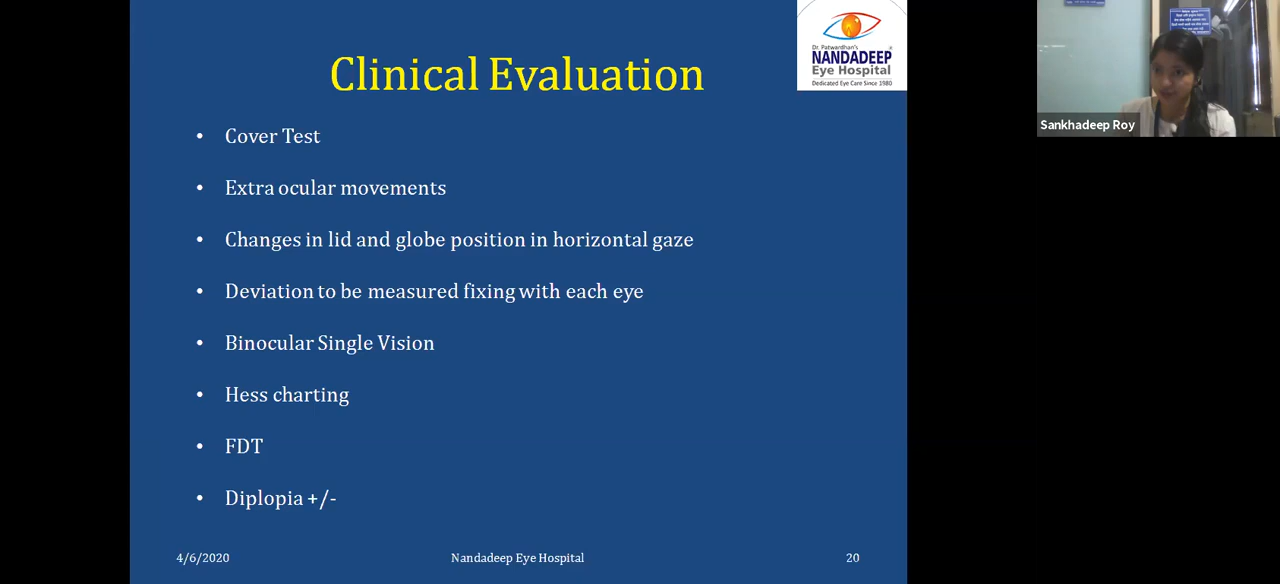 Clinical Evaluation
Dr. Patwardhan's
NANDADEEP
Eye Hospital
Dedicated Eye Care Since 1980
Sankhadeep Roy
• Cover Test
• Extra ocular movements
• Changes in lid and globe position in horizontal gaze
• Deviation to be measured fixing with each eye
• Binocular Single Vision
• Hess charting
• FDT
• Diplopia +/-
4/6/2020
Nandadeep Eye Hospital
20